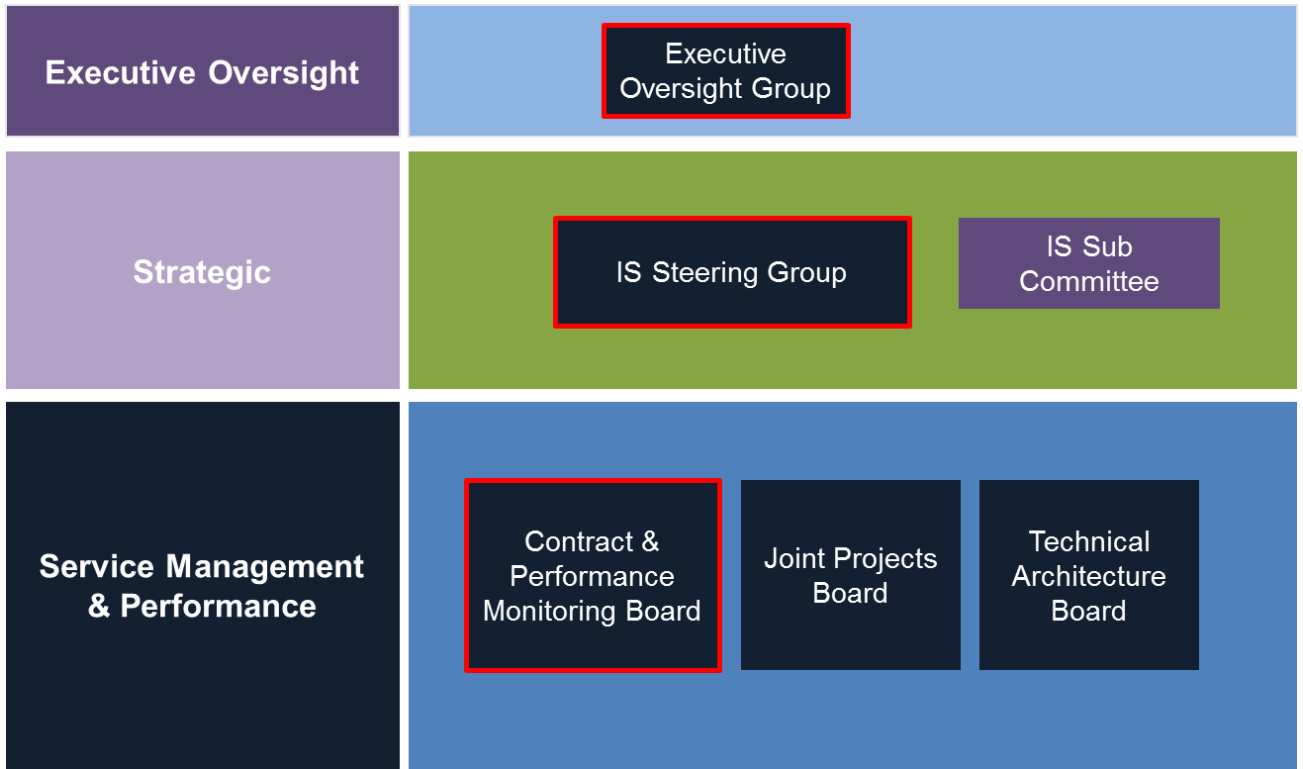 Executive Oversight
Executive
Oversight Group
Strategic
IS Steering Group
IS Sub
Committee
Service Management
& Performance
Contract &
Performance
Monitoring Board
Joint Projects
Board
Technical
Architecture
Board